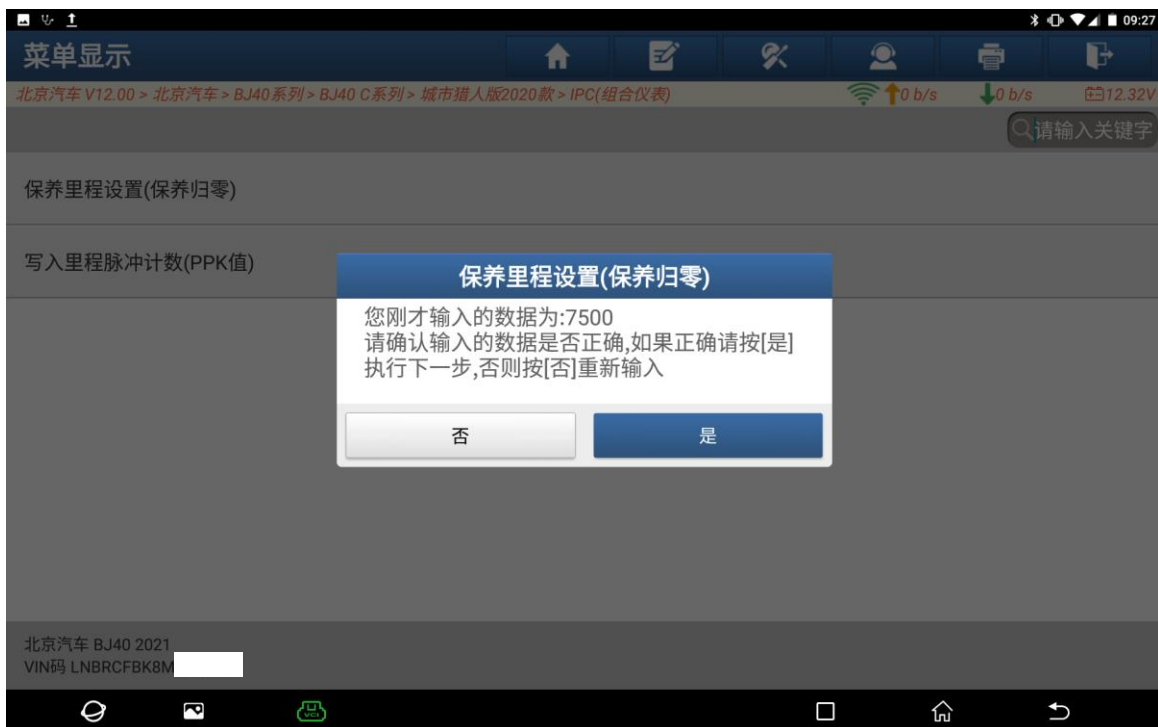 09:27
菜单显示
北京汽车 V12.00 > 北京汽车 > BJ40系列 > BJ40 C系列 > 城市猎人版2020款 > IPC(组合仪表)
0 b/s
0 b/s
12.32V
请输入关键字
保养里程设置(保养归零)
写入里程脉冲计数(PPK值)
保养里程设置(保养归零)
您刚才输入的数据为:7500
请确认输入的数据是否正确,如果正确请按[是]
执行下一步,否则按[否]重新输入
否
是
北京汽车 BJ40 2021
VIN码 LNBRCFBK8M
VCI